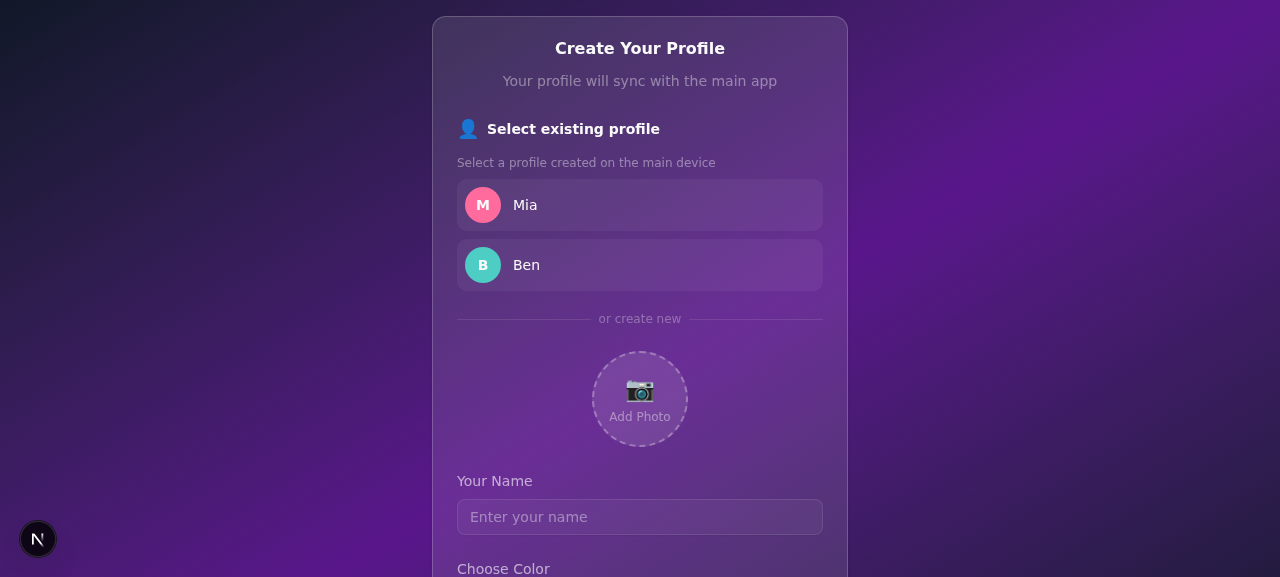 Create Your Profile
Your profile will sync with the main app
Select existing profile
Select a profile created on the main device
M
Mia
B
Ben
or create new
Add Photo
Your Name
Enter your name
Choose Color
N